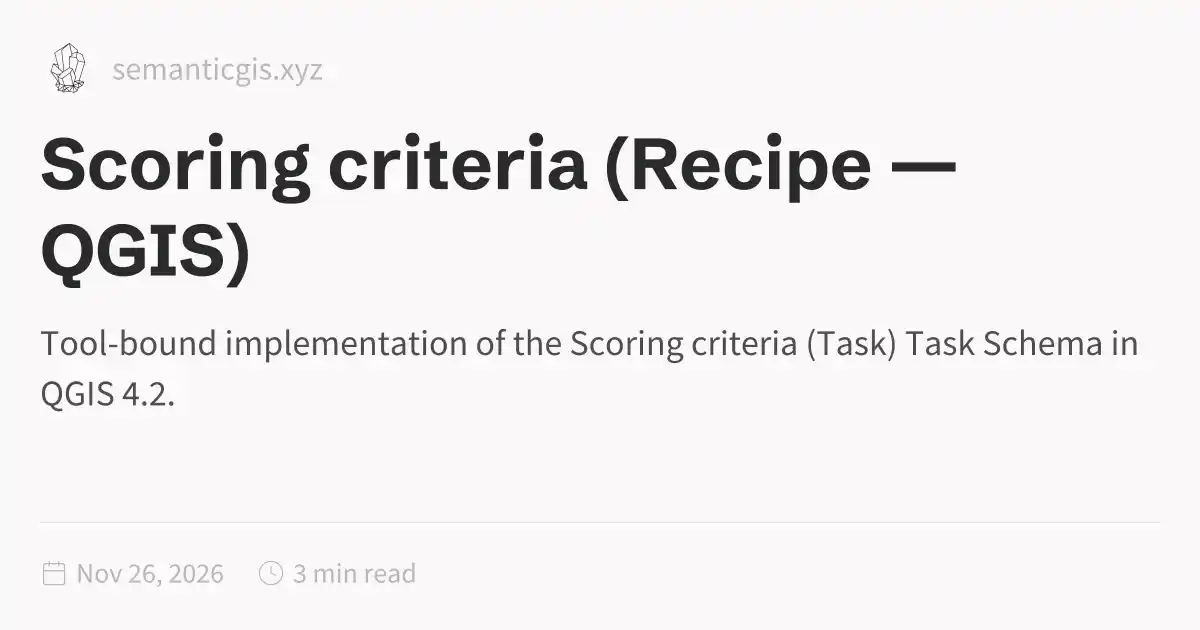 semanticgis.xyz
Scoring criteria (Recipe —
QGIS)
Tool-bound implementation of the Scoring criteria (Task) Task Schema in
QGIS 4.2.
Nov 26, 2026 3 min read